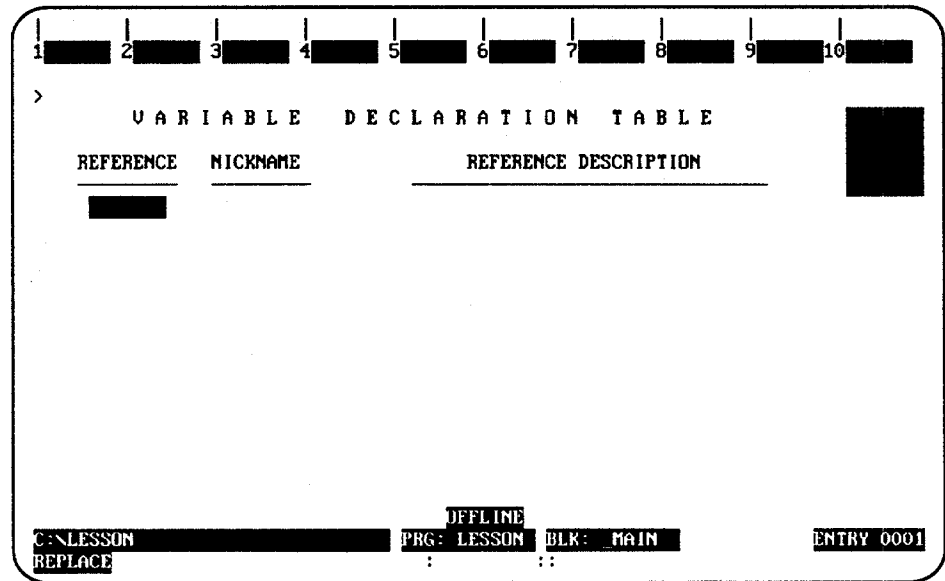 1 2 3 4 5 6 7 8 9 10
>
VARIABLE DECLARATION TABLE
REFERENCE NICKNAME REFERENCE DESCRIPTION
OFFLINE
C:\LESSON PRG: LESSON BLK: _MAIN ENTRY 0001
REPLACE : ::